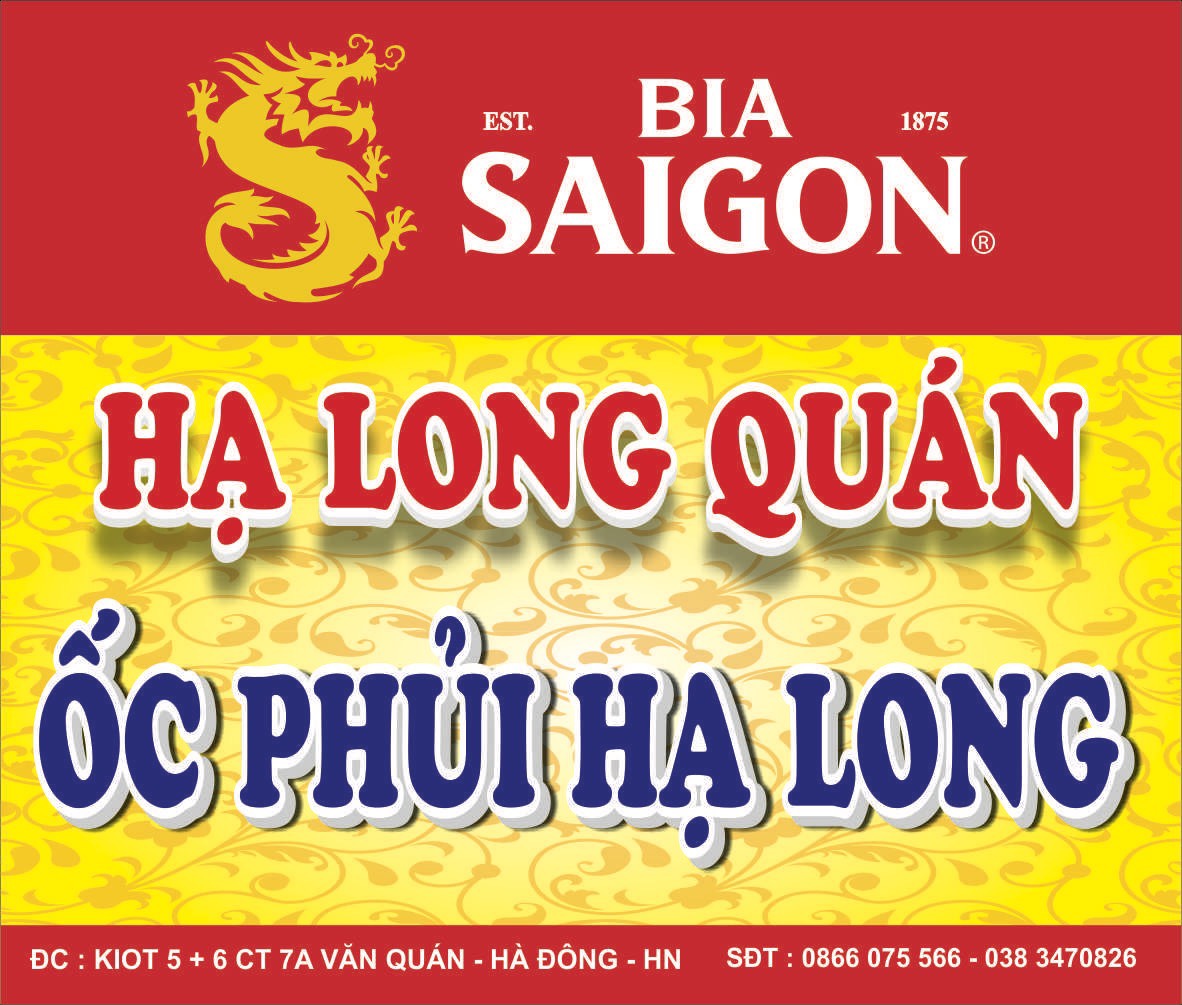 BIA
EST. 1875
SAIGON®
HẠ LONG QUÁN
ỐC PHỦI HẠ LONG
ĐC : KIOT 5 + 6 CT 7A VĂN QUÁN - HÀ ĐÔNG - HN SĐT : 0866 075 566 - 038 3470826